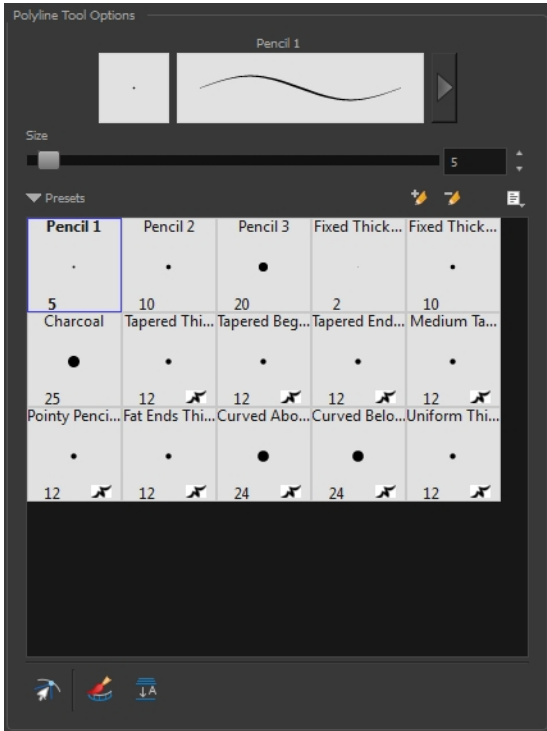 Polyline Tool Options
Pencil 1
Size
5
Presets
Pencil 1 Pencil 2 Pencil 3 Fixed Thick... Fixed Thick...
5 10 20 2 10
Charcoal Tapered Thi... Tapered Beg... Tapered End... Medium Ta...
25 12 12 12 12
Pointy Penci... Fat Ends Thi... Curved Abo... Curved Belo... Uniform Thi...
12 12 24 24 12
A